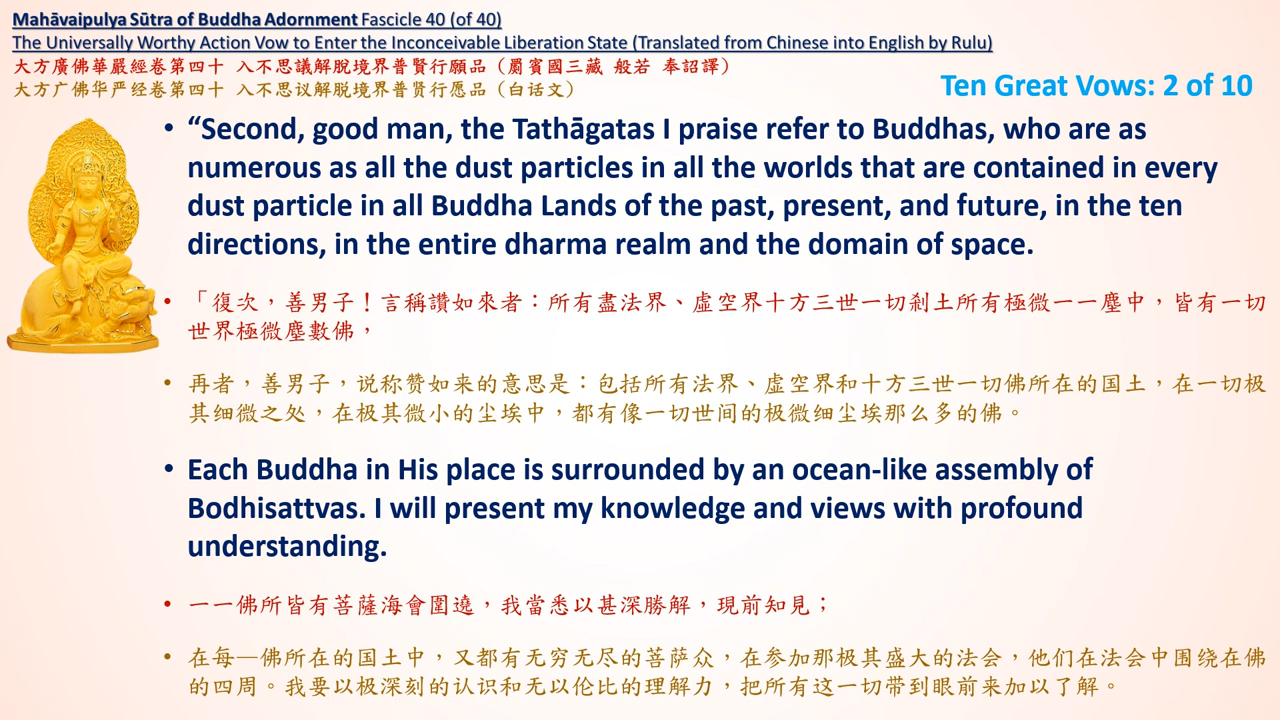 Mahāvaipulya Sūtra of Buddha Adornment Fascicle 40 (of 40)
The Universally Worthy Action Vow to Enter the Inconceivable Liberation State (Translated from Chinese into English by Rulu)
大方廣佛華嚴經卷第四十 入不思議解脫境界普賢行願品（罽賓國三藏 般若 奉詔譯）
大方广佛华严经卷第四十 入不思议解脱境界普贤行愿品（白话文）
Ten Great Vows: 2 of 10
• “Second, good man, the Tathāgatas I praise refer to Buddhas, who are as
numerous as all the dust particles in all the worlds that are contained in every
dust particle in all Buddha Lands of the past, present, and future, in the ten
directions, in the entire dharma realm and the domain of space.
• 「復次，善男子！言稱讚如來者：所有盡法界、虛空界十方三世一切剎土所有極微一一塵中，皆有一切
世界極微塵數佛，
• 再者，善男子，说称赞如来的意思是：包括所有法界、虚空界和十方三世一切佛所在的国土，在一切极
其细微之处，在极其微小的尘埃中，都有像一切世间的极微细尘埃那么多的佛。
• Each Buddha in His place is surrounded by an ocean-like assembly of
Bodhisattvas. I will present my knowledge and views with profound
understanding.
• 一一佛所皆有菩薩海會圍遶，我當悉以甚深勝解，現前知見；
• 在每一佛所在的国土中，又都有无穷无尽的菩萨众，在参加那极其盛大的法会，他们在法会中围绕在佛
的四周。我要以极深刻的认识和无以伦比的理解力，把所有这一切带到眼前来加以了解。